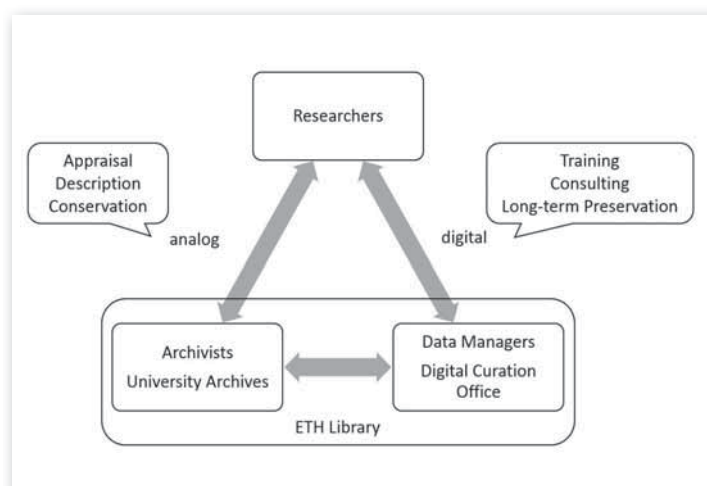 Researchers
Appraisal
Description
Conservation
Training
Consulting
Long-term Preservation
analog
digital
Archivists
University Archives
Data Managers
Digital Curation
Office
ETH Library